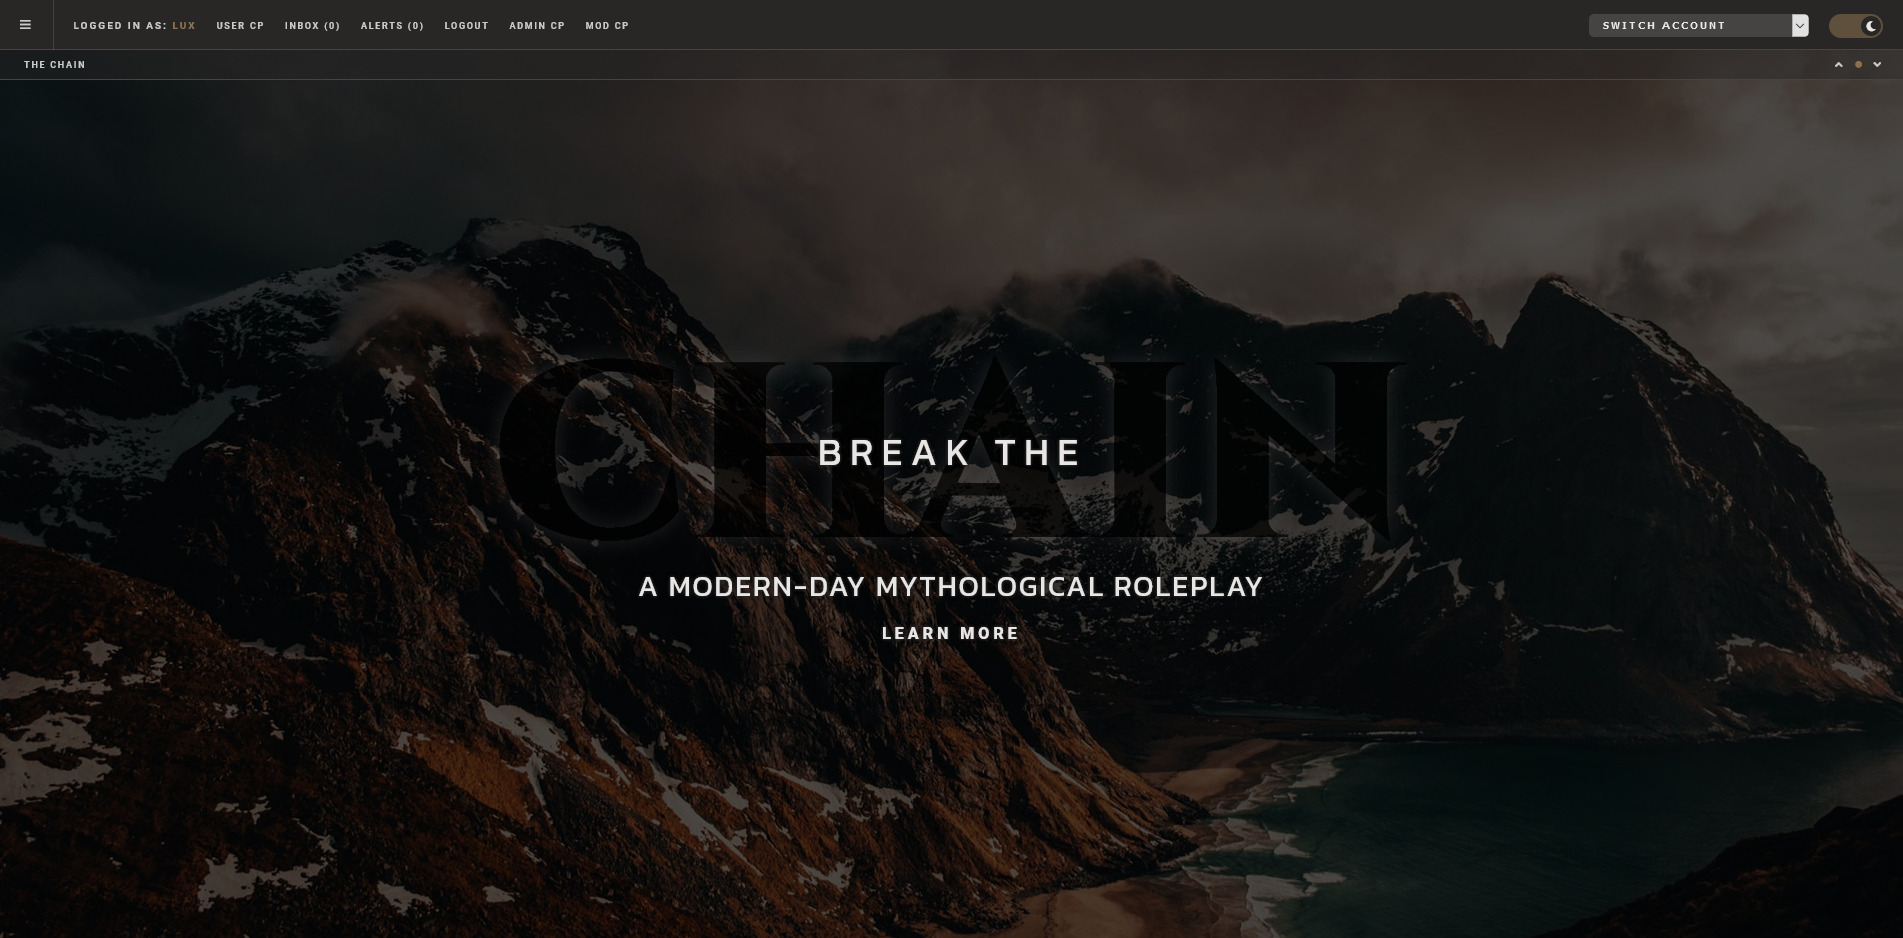 LOGGED IN AS: LUX USER CP INBOX (0) ALERTS (0) LOGOUT ADMIN CP MOD CP SWITCH ACCOUNT
THE CHAIN
BREAK THE
CHAIN
A MODERN-DAY MYTHOLOGICAL ROLEPLAY
LEARN MORE